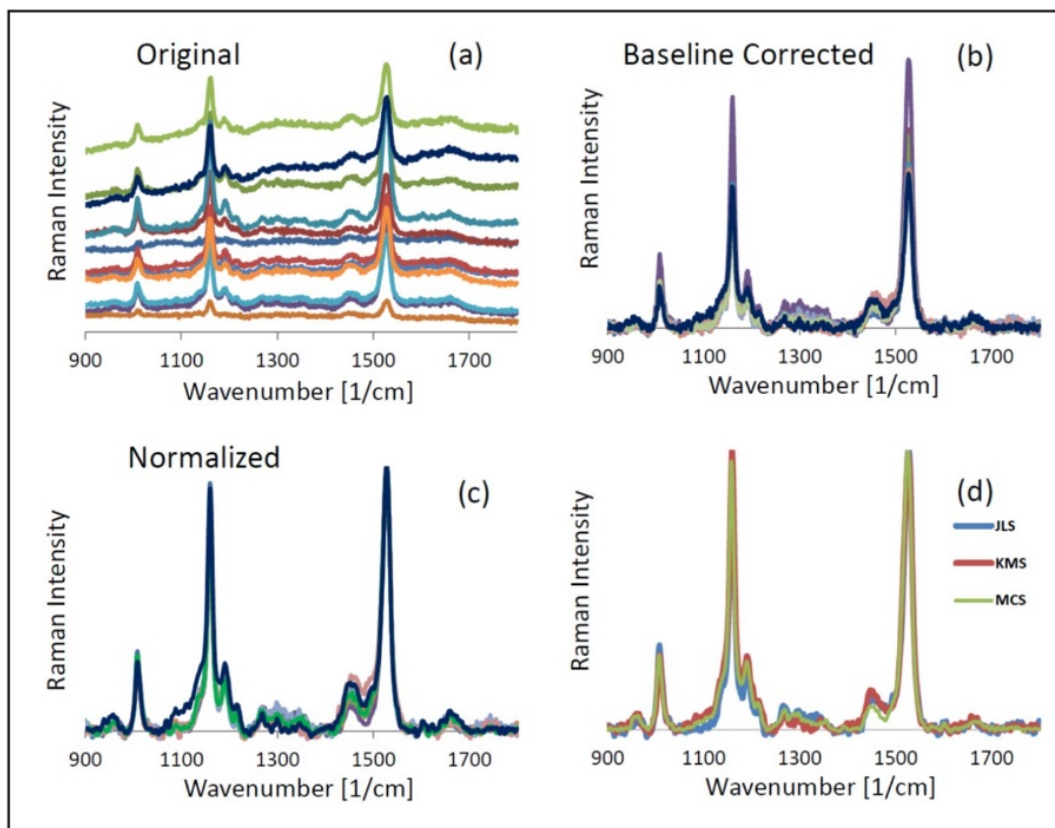 Original
(a)
Raman Intensity
900 1100 1300 1500 1700
Wavenumber [1/cm]
Baseline Corrected
(b)
Raman Intensity
900 1100 1300 1500 1700
Wavenumber [1/cm]
Normalized
(c)
Raman Intensity
900 1100 1300 1500 1700
Wavenumber [1/cm]
(d)
JLS
KMS
MCS
Raman Intensity
900 1100 1300 1500 1700
Wavenumber [1/cm]